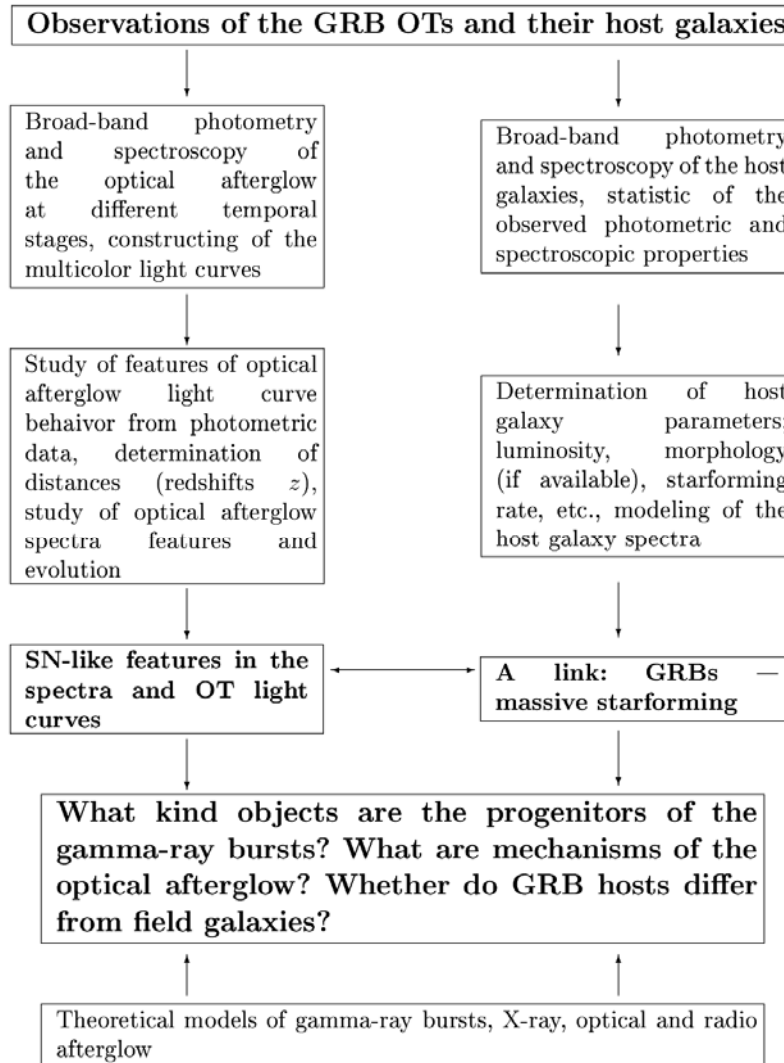 Observations of the GRB OTs and their host galaxies
Broad-band photometry
and spectroscopy of
the optical afterglow
at different temporal
stages, constructing of the
multicolor light curves
Broad-band photometry
and spectroscopy of the host
galaxies, statistic of the
observed photometric and
spectroscopic properties
Study of features of optical
afterglow light curve
behaivor from photometric
data, determination of
distances (redshifts z),
study of optical afterglow
spectra features and
evolution
Determination of host
galaxy parameters:
luminosity, morphology
(if available), starforming
rate, etc., modeling of the
host galaxy spectra
SN-like features in the
spectra and OT light
curves
A link: GRBs —
massive starforming
What kind objects are the progenitors of the
gamma-ray bursts? What are mechanisms of the
optical afterglow? Whether do GRB hosts differ
from field galaxies?
Theoretical models of gamma-ray bursts, X-ray, optical and radio
afterglow